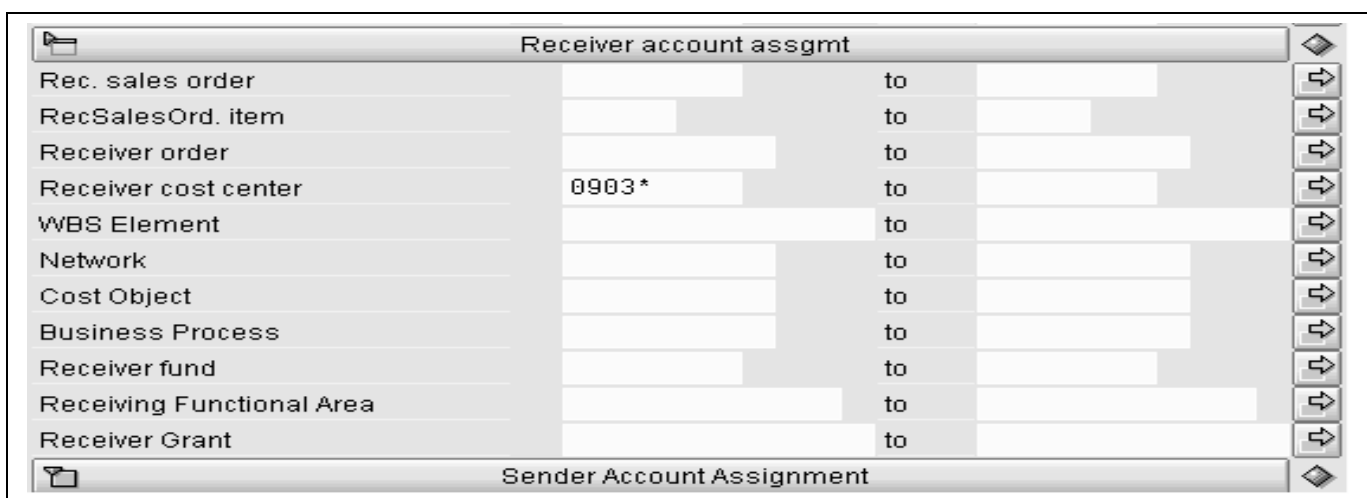 Receiver account assgmt
Rec. sales order to
RecSalesOrd. item to
Receiver order to
Receiver cost center 0903* to
WBS Element to
Network to
Cost Object to
Business Process to
Receiver fund to
Receiving Functional Area to
Receiver Grant to
Sender Account Assignment